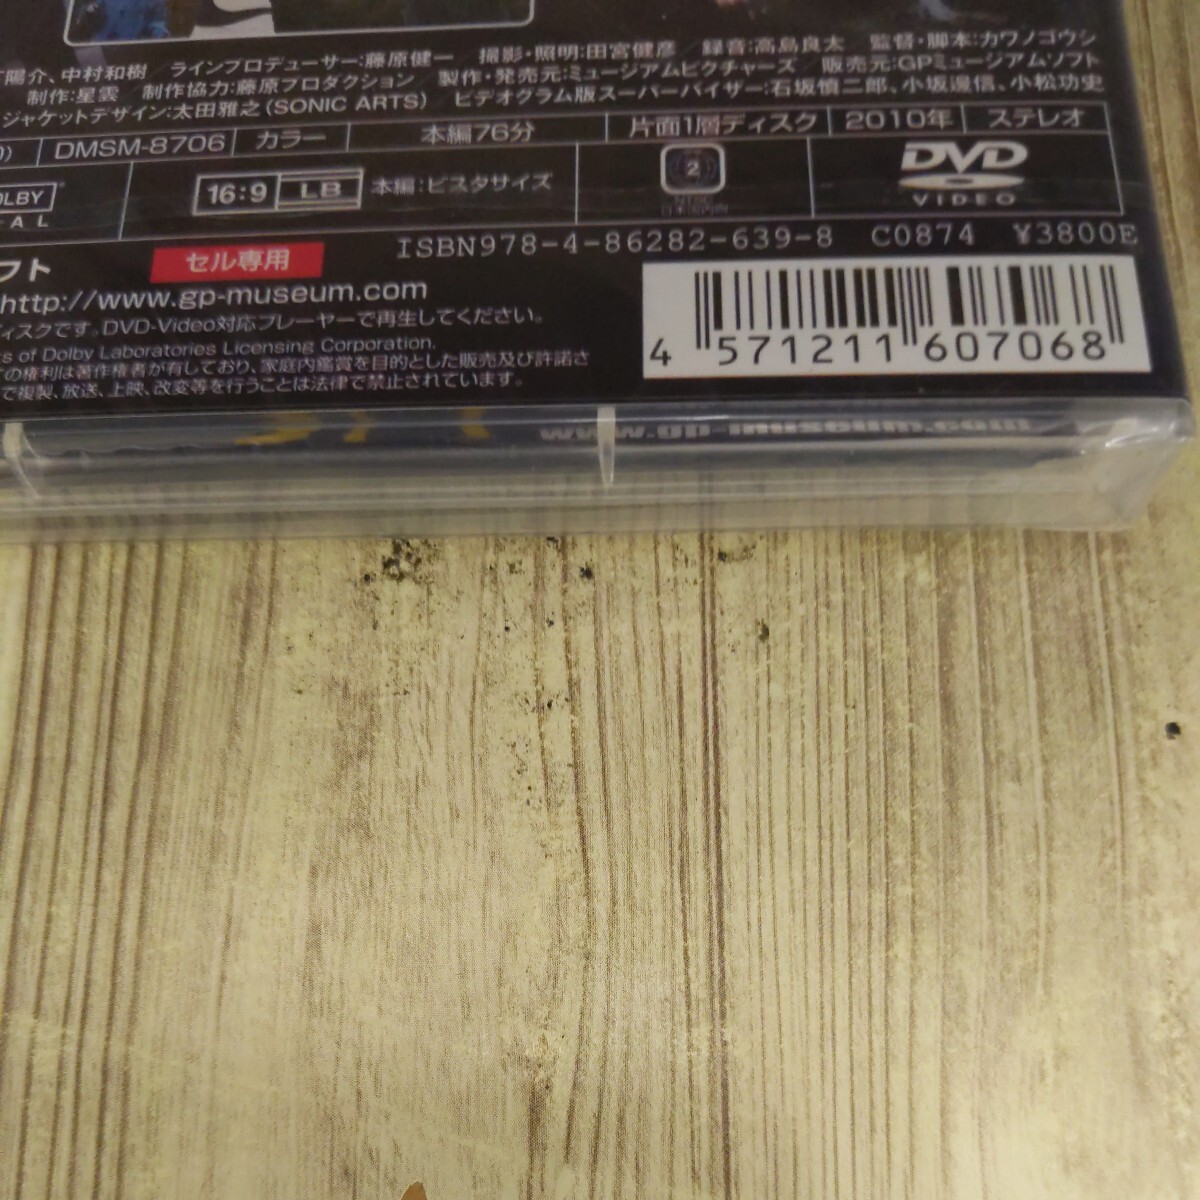 陽介、中村和樹／ラインプロデューサー：藤原健一　撮影・照明：田宮健彦／録音：高島良太　監督・脚本：カワノゴウシ
制作：星雲　制作協力：藤原プロダクション　製作・発売元：ミュージアムピクチャーズ／販売元：GPミュージアムソフト
ジャケットデザイン：太田雅之(SONIC ARTS)／ビデオグラム版スーパーバイザー：石坂慎二郎、小坂邊信、小松功史
DMSM-8706　カラー　本編76分　片面1層ディスク　2010年　ステレオ
OLBY
16:9 LB　本編：ビスタサイズ　2　DVD
日本国内向
VIDEO
ISBN978-4-86282-639-8　C0874　¥3800E
フト　セル専用
http://www.gp-museum.com
ィスクです。DVD-Video対応プレーヤーで再生してください。
s of Dolby Laboratories Licensing Corporation.
ての権利は著作権者が有しており、家庭内鑑賞を目的とした販売及び許諾さ
で複製、放送、上映、改変等を行うことは法律で禁止されています。
4 571211 607068
www.gp-museum.com